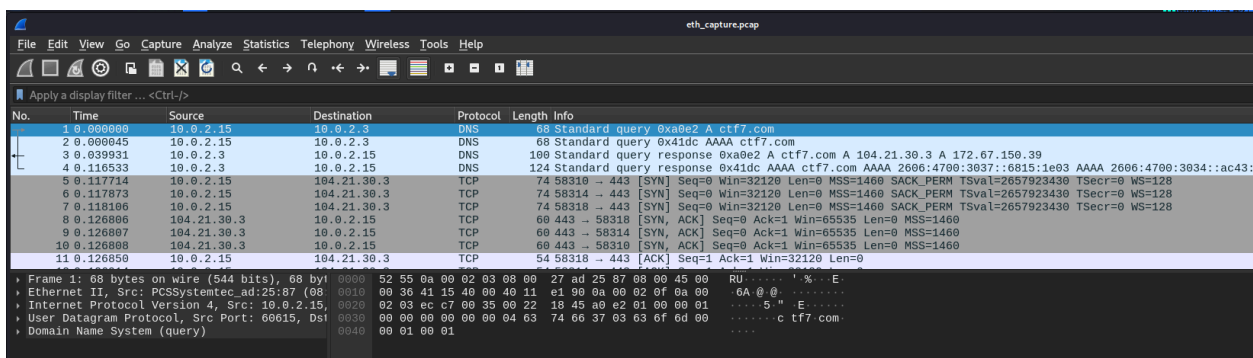 eth_capture.pcap
File Edit View Go Capture Analyze Statistics Telephony Wireless Tools Help
Apply a display filter ... <Ctrl-/>
No. Time Source Destination Protocol Length Info
1 0.000000 10.0.2.15 10.0.2.3 DNS 68 Standard query 0xa0e2 A ctf7.com
2 0.000045 10.0.2.15 10.0.2.3 DNS 68 Standard query 0x41dc AAAA ctf7.com
3 0.039931 10.0.2.3 10.0.2.15 DNS 100 Standard query response 0xa0e2 A ctf7.com A 104.21.30.3 A 172.67.150.39
4 0.116533 10.0.2.3 10.0.2.15 DNS 124 Standard query response 0x41dc AAAA ctf7.com AAAA 2606:4700:3037::6815:1e03 AAAA 2606:4700:3034::ac43:
5 0.117714 10.0.2.15 104.21.30.3 TCP 74 58310 → 443 [SYN] Seq=0 Win=32120 Len=0 MSS=1460 SACK_PERM TSval=2657923430 TSecr=0 WS=128
6 0.117873 10.0.2.15 104.21.30.3 TCP 74 58314 → 443 [SYN] Seq=0 Win=32120 Len=0 MSS=1460 SACK_PERM TSval=2657923430 TSecr=0 WS=128
7 0.118106 10.0.2.15 104.21.30.3 TCP 74 58318 → 443 [SYN] Seq=0 Win=32120 Len=0 MSS=1460 SACK_PERM TSval=2657923430 TSecr=0 WS=128
8 0.126806 104.21.30.3 10.0.2.15 TCP 60 443 → 58318 [SYN, ACK] Seq=0 Ack=1 Win=65535 Len=0 MSS=1460
9 0.126807 104.21.30.3 10.0.2.15 TCP 60 443 → 58314 [SYN, ACK] Seq=0 Ack=1 Win=65535 Len=0 MSS=1460
10 0.126808 104.21.30.3 10.0.2.15 TCP 60 443 → 58310 [SYN, ACK] Seq=0 Ack=1 Win=65535 Len=0 MSS=1460
11 0.126850 10.0.2.15 104.21.30.3 TCP 54 58318 → 443 [ACK] Seq=1 Ack=1 Win=32120 Len=0
Frame 1: 68 bytes on wire (544 bits), 68 byt 0000 52 55 0a 00 02 03 08 00 27 ad 25 87 08 00 45 00 RU······ '·%···E·
Ethernet II, Src: PCSSystemtec_ad:25:87 (08: 0010 00 36 41 15 40 00 40 11 e1 90 0a 00 02 0f 0a 00 ·6A·@·@· ········
Internet Protocol Version 4, Src: 10.0.2.15, 0020 02 03 ec c7 00 35 00 22 18 45 a0 e2 01 00 00 01 ·····5·" ·E······
User Datagram Protocol, Src Port: 60615, Dst 0030 00 00 00 00 00 00 04 63 74 66 37 03 63 6f 6d 00 ·······c tf7·com·
Domain Name System (query) 0040 00 01 00 01 ····